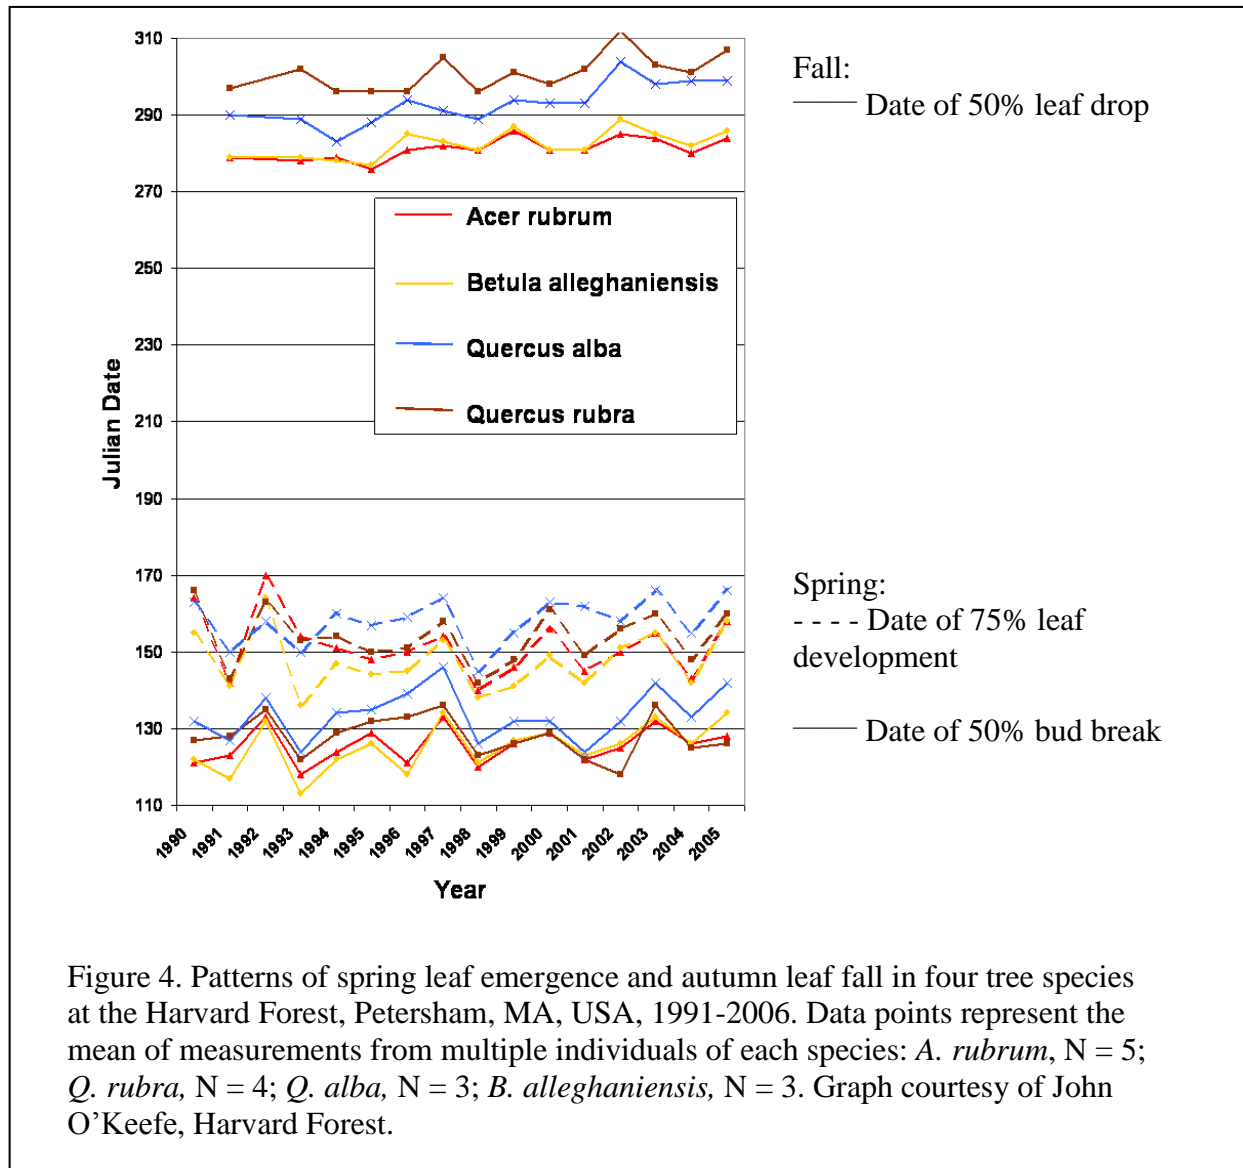 310
290
270
250
230
210
190
170
150
130
110
Julian Date
Acer rubrum
Betula alleghaniensis
Quercus alba
Quercus rubra
1990
1991
1992
1993
1994
1995
1996
1997
1998
1999
2000
2001
2002
2003
2004
2005
Year
Fall:
Date of 50% leaf drop
Spring:
- - - - Date of 75% leaf
development
Date of 50% bud break
Figure 4. Patterns of spring leaf emergence and autumn leaf fall in four tree species
at the Harvard Forest, Petersham, MA, USA, 1991-2006. Data points represent the
mean of measurements from multiple individuals of each species: A. rubrum, N = 5;
Q. rubra, N = 4; Q. alba, N = 3; B. alleghaniensis, N = 3. Graph courtesy of John
O’Keefe, Harvard Forest.